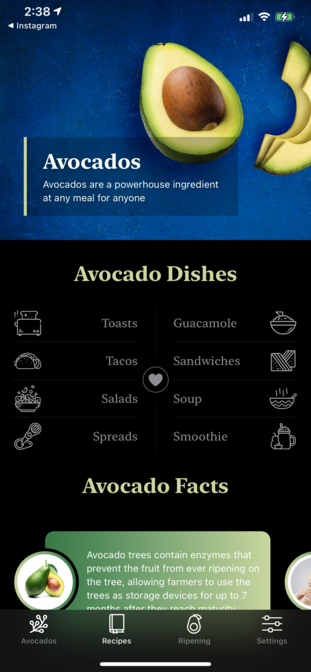 2:38
◀ Instagram
Avocados
Avocados are a powerhouse ingredient
at any meal for anyone
Avocado Dishes
Toasts
Guacamole
Tacos
Sandwiches
Salads
Soup
Spreads
Smoothie
Avocado Facts
Avocado trees contain enzymes that
prevent the fruit from ever ripening on
the tree, allowing farmers to use the
trees as storage devices for up to 7
months after they reach maturity
Avocados
Recipes
Ripening
Settings